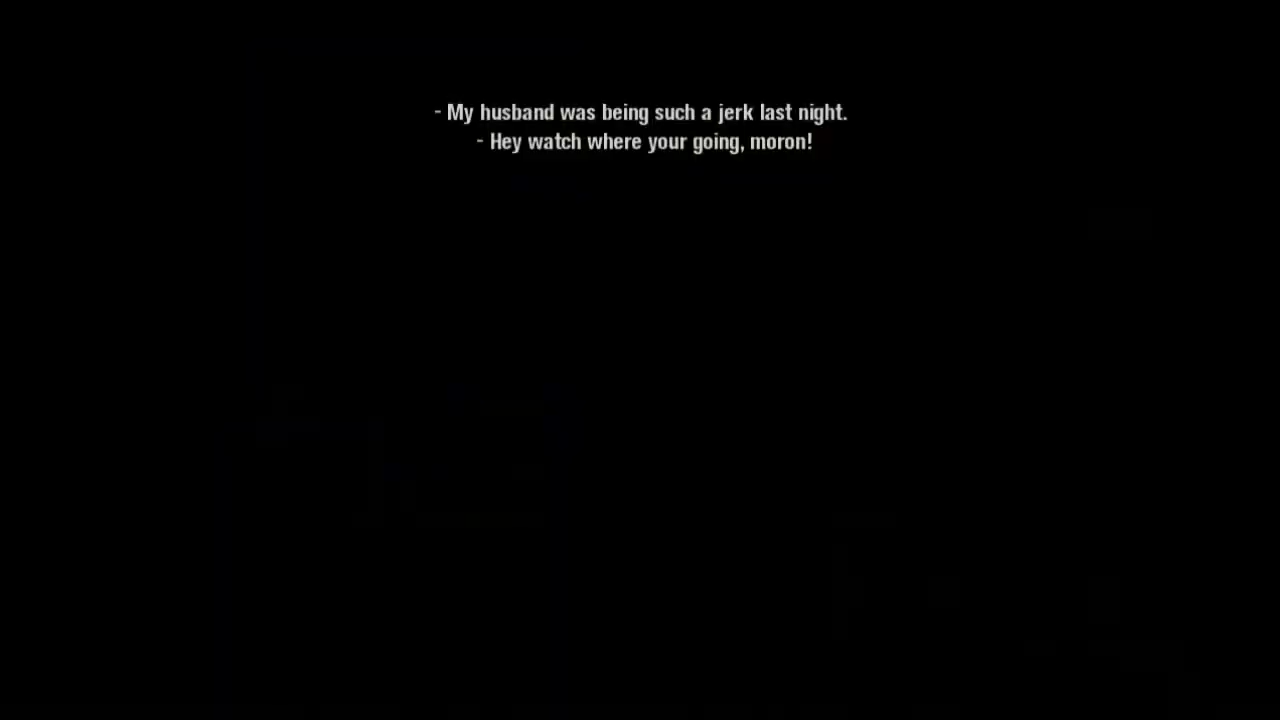 - My husband was being such a jerk last night.
- Hey watch where your going, moron!